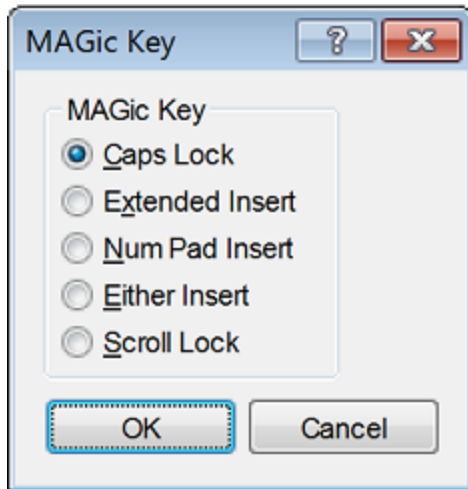 MAGic Key
?
MAGic Key
Caps Lock
Extended Insert
Num Pad Insert
Either Insert
Scroll Lock
OK Cancel